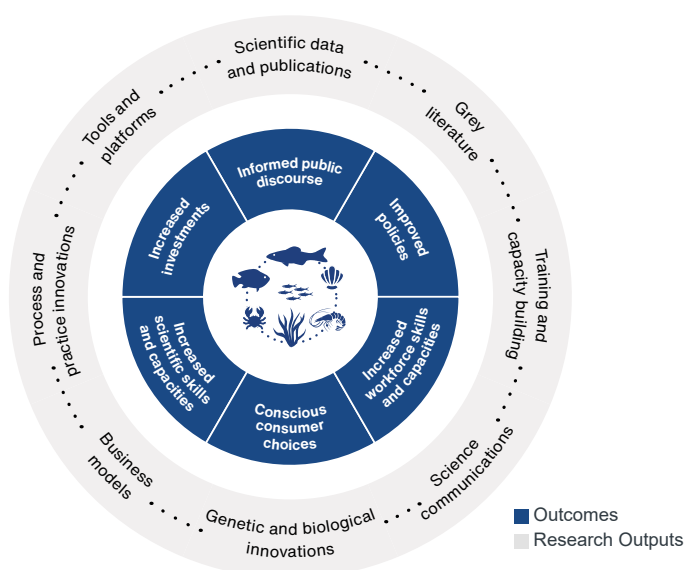 Scientific data
and publications
Grey
literature
Training and
capacity building
Science
communications
Genetic and biological
innovations
Business
models
Process and
practice innovations
Tools and
platforms
Informed public
discourse
Improved
policies
Increased
workforce skills
and capacities
Conscious
consumer
choices
Increased
scientific skills
and capacities
Increased
investments
Outcomes
Research Outputs